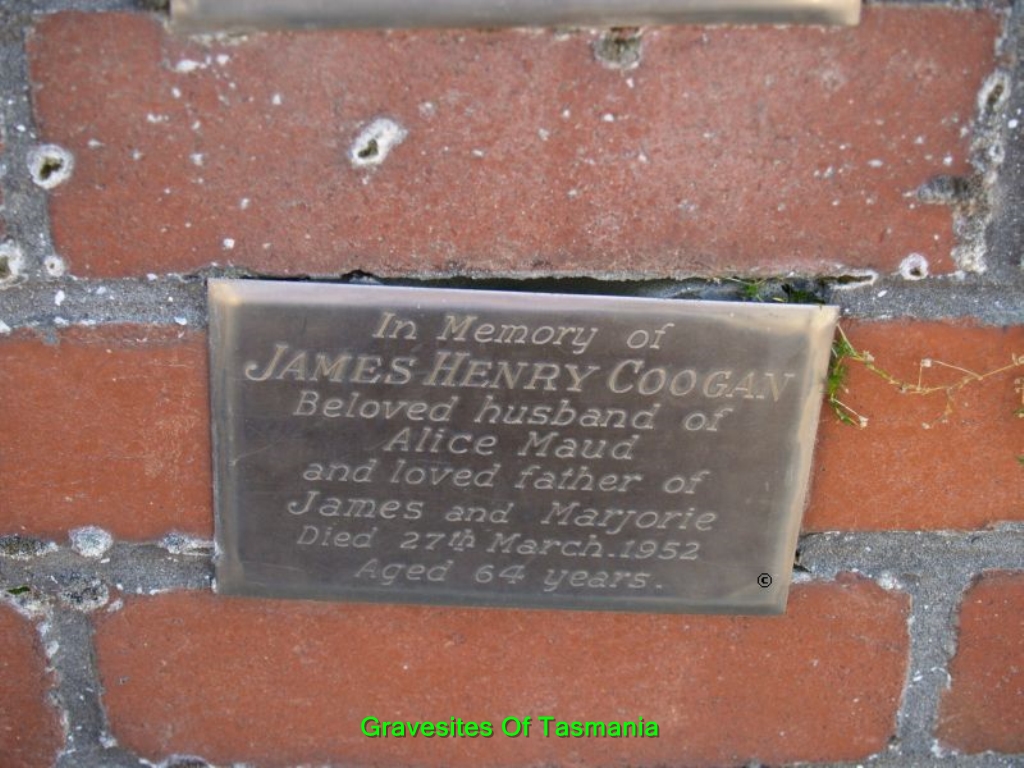 In Memory of
JAMES HENRY COOGAN
Beloved husband of
Alice Maud
and loved father of
James and Marjorie
Died 27th March.1952
Aged 64 years.
©
Gravesites Of Tasmania